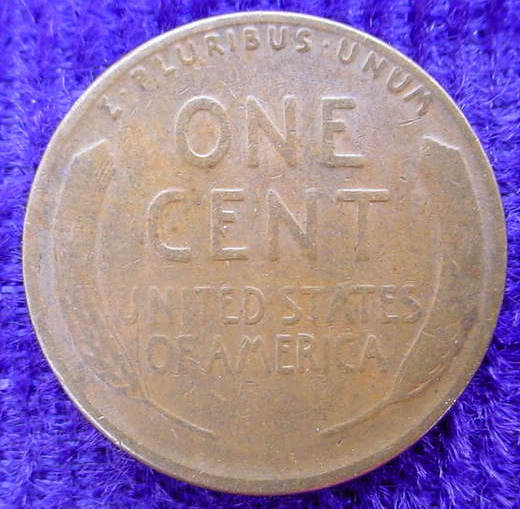 E·PLURIBUS·UNUM
ONE
CENT
UNITED STATES
OF AMERICA